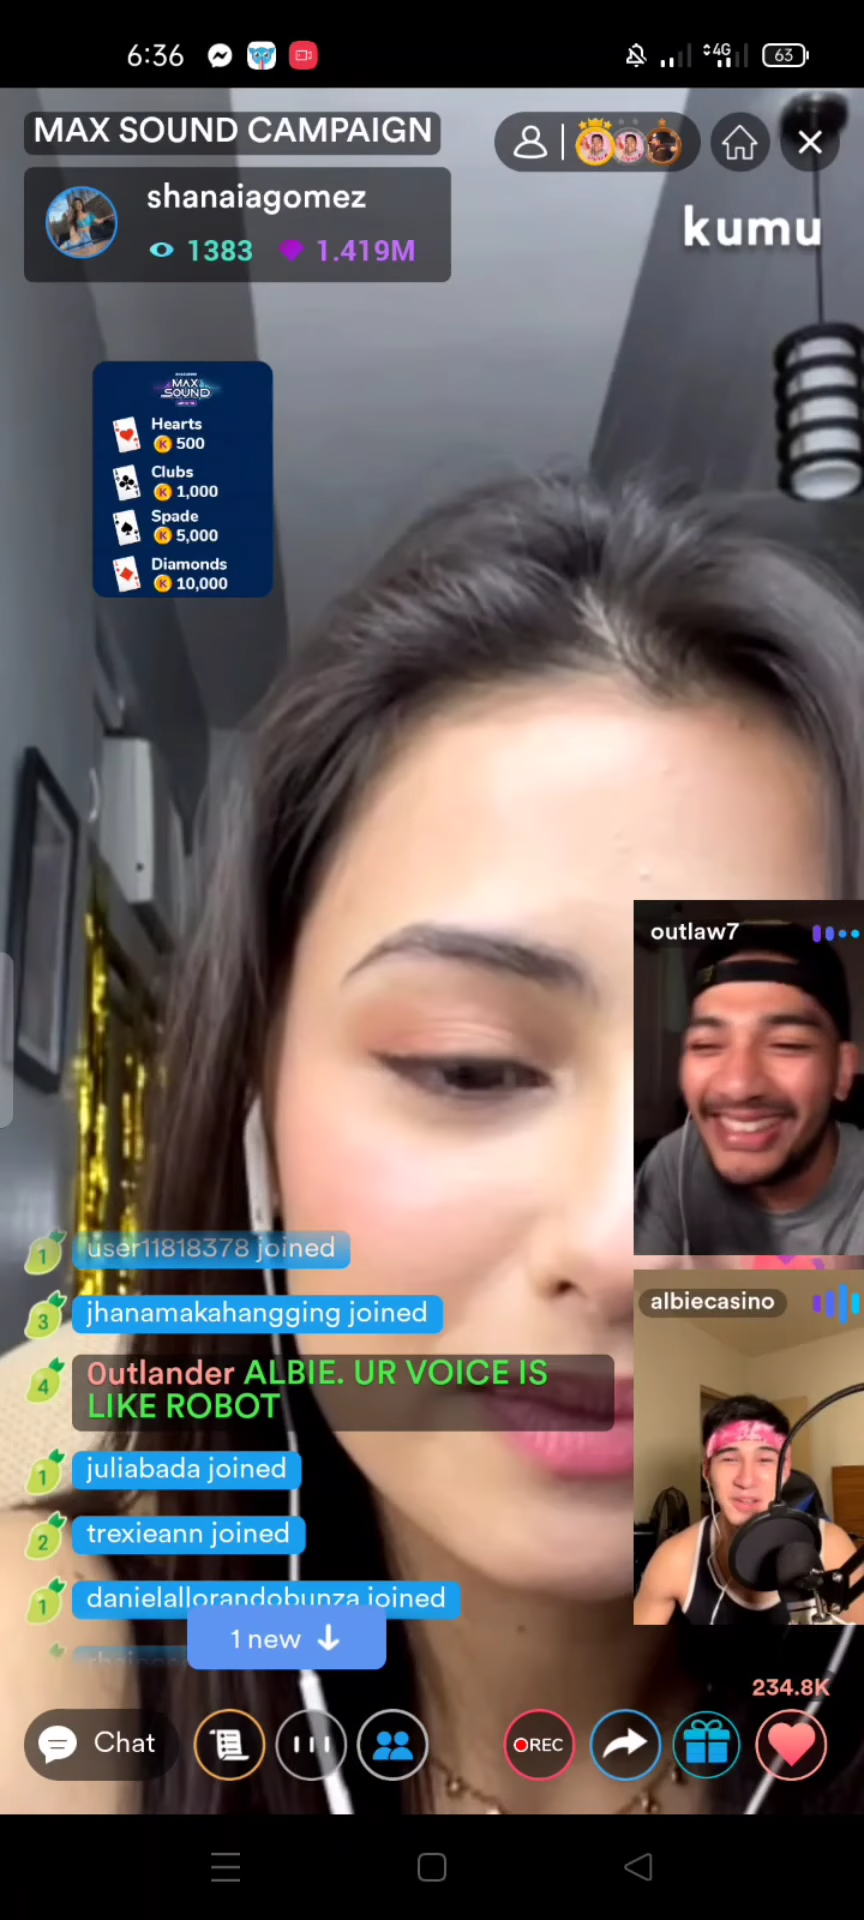 6:36
4G
63
MAX SOUND CAMPAIGN
shanaiagomez
1383 1.419M
kumu
MAX
SOUND
Hearts
K 500
Clubs
K 1,000
Spade
K 5,000
Diamonds
K 10,000
outlaw7
albiecasino
1 user11818378 joined
3 jhanamakahangging joined
4 0utlander ALBIE. UR VOICE IS
LIKE ROBOT
1 juliabada joined
2 trexieann joined
1 danielallorandobunza joined
1 new
234.8K
Chat
REC